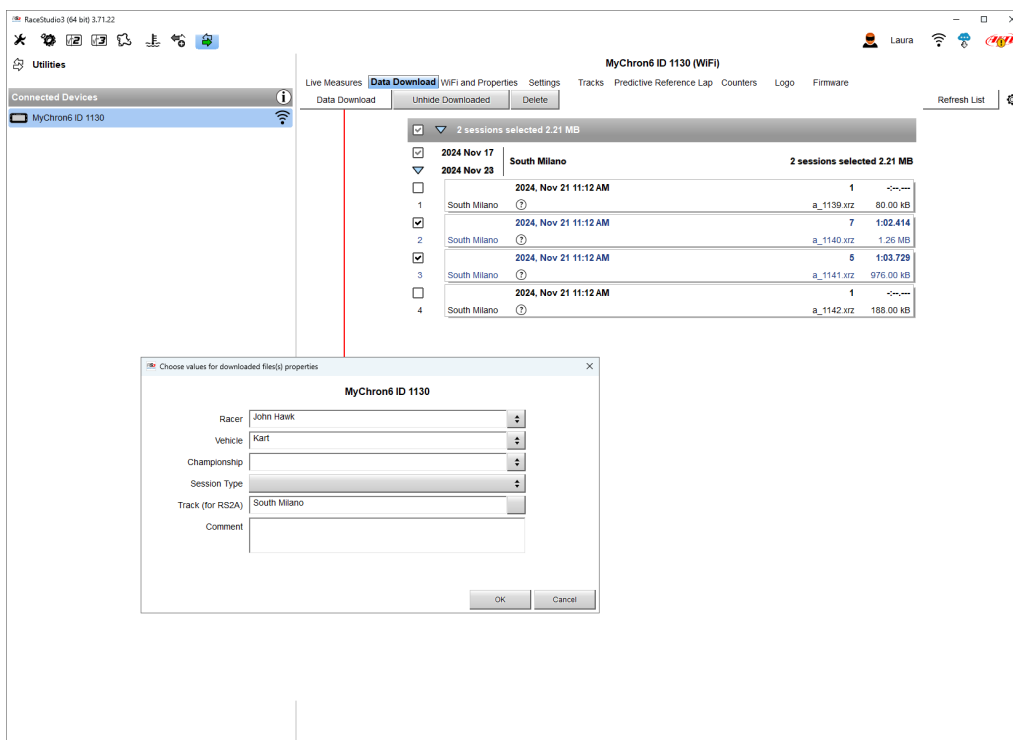 RaceStudio3 (64 bit) 3.71.22
Laura
Utilities
MyChron6 ID 1130 (WiFi)
Live Measures Data Download WiFi and Properties Settings Tracks Predictive Reference Lap Counters Logo Firmware
Connected Devices
Data Download Unhide Downloaded Delete Refresh List
MyChron6 ID 1130
2 sessions selected 2.21 MB
2024 Nov 17
South Milano 2 sessions selected 2.21 MB
2024 Nov 23
2024, Nov 21 11:12 AM 1 -:--.---
1 South Milano ? a_1139.xrz 80.00 kB
2024, Nov 21 11:12 AM 7 1:02.414
2 South Milano ? a_1140.xrz 1.26 MB
2024, Nov 21 11:12 AM 5 1:03.729
3 South Milano ? a_1141.xrz 976.00 kB
2024, Nov 21 11:12 AM 1 -:--.---
4 South Milano ? a_1142.xrz 188.00 kB
Choose values for downloaded files(s) properties
MyChron6 ID 1130
Racer John Hawk
Vehicle Kart
Championship
Session Type
Track (for RS2A) South Milano
Comment
OK Cancel